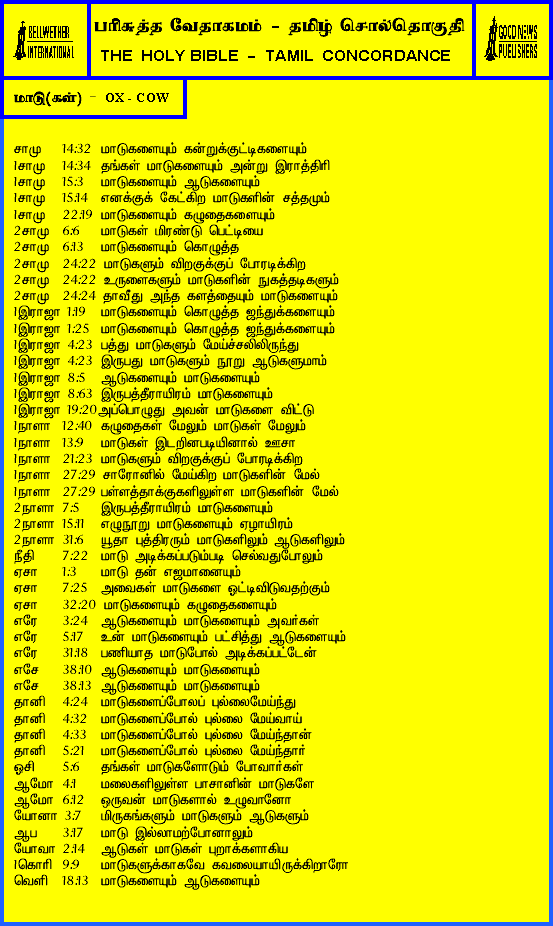 BELLWETHER
INTERNATIONAL
பரிசுத்த வேதாகமம் - தமிழ் சொல்தொகுதி
THE HOLY BIBLE - TAMIL CONCORDANCE
GOOD NEWS
PUBLISHERS
மாடு(கள்) - OX - COW
சாமு 14:32 மாடுகளையும் கன்றுக்குட்டிகளையும்
1சாமு 14:34 தங்கள் மாடுகளையும் அன்று இராத்திரி
1சாமு 15:3 மாடுகளையும் ஆடுகளையும்
1சாமு 15:14 எனக்குக் கேட்கிற மாடுகளின் சத்தமும்
1சாமு 22:19 மாடுகளையும் கழுதைகளையும்
2சாமு 6:6 மாடுகள் மிரண்டு பெட்டியை
2சாமு 6:13 மாடுகளையும் கொழுத்த
2சாமு 24:22 மாடுகளும் விறகுக்குப் போரடிக்கிற
2சாமு 24:22 உருளைகளும் மாடுகளின் நுகத்தடிகளும்
2சாமு 24:24 தாவீது அந்த களத்தையும் மாடுகளையும்
1இராஜா 1:19 மாடுகளையும் கொழுத்த ஜந்துக்களையும்
1இராஜா 1:25 மாடுகளையும் கொழுத்த ஜந்துக்களையும்
1இராஜா 4:23 பத்து மாடுகளும் மேய்ச்சலிலிருந்து
1இராஜா 4:23 இருபது மாடுகளும் நூறு ஆடுகளுமாம்
1இராஜா 8:5 ஆடுகளையும் மாடுகளையும்
1இராஜா 8:63 இருபத்தீராயிரம் மாடுகளையும்
1இராஜா 19:20 அப்பொழுது அவன் மாடுகளை விட்டு
1நாளா 12:40 கழுதைகள் மேலும் மாடுகள் மேலும்
1நாளா 13:9 மாடுகள் இடறினபடியினால் ஊசா
1நாளா 21:23 மாடுகளும் விறகுக்குப் போரடிக்கிற
1நாளா 27:29 சாரோனில் மேய்கிற மாடுகளின் மேல்
1நாளா 27:29 பள்ளத்தாக்குகளிலுள்ள மாடுகளின் மேல்
2நாளா 7:5 இருபத்தீராயிரம் மாடுகளையும்
2நாளா 15:11 எழுநூறு மாடுகளையும் ஏழாயிரம்
2நாளா 31:6 யூதா புத்திரரும் மாடுகளிலும் ஆடுகளிலும்
நீதி 7:22 மாடு அடிக்கப்படும்படி செல்வதுபோலும்
ஏசா 1:3 மாடு தன் எஜமானையும்
ஏசா 7:25 அவைகள் மாடுகளை ஓட்டிவிடுவதற்கும்
ஏசா 32:20 மாடுகளையும் கழுதைகளையும்
எரே 3:24 ஆடுகளையும் மாடுகளையும் அவர்கள்
எரே 5:17 உன் மாடுகளையும் பட்சித்து ஆடுகளையும்
எரே 31:18 பணியாத மாடுபோல் அடிக்கப்பட்டேன்
எசே 38:10 ஆடுகளையும் மாடுகளையும்
எசே 38:13 ஆடுகளையும் மாடுகளையும்
தானி 4:24 மாடுகளைப்போலப் புல்லைமேய்ந்து
தானி 4:32 மாடுகளைப்போல் புல்லை மேய்வாய்
தானி 4:33 மாடுகளைப்போல் புல்லை மேய்ந்தான்
தானி 5:21 மாடுகளைப்போல் புல்லை மேய்ந்தார்
ஓசி 5:6 தங்கள் மாடுகளோடும் போவார்கள்
ஆமோ 4:1 மலைகளிலுள்ள பாசானின் மாடுகளே
ஆமோ 6:12 ஒருவன் மாடுகளால் உழுவானோ
யோனா 3:7 மிருகங்களும் மாடுகளும் ஆடுகளும்
ஆப 3:17 மாடு இல்லாமற்போனாலும்
யோவா 2:14 ஆடுகள் மாடுகள் புறாக்களாகிய
1கொரி 9:9 மாடுகளுக்காகவே கவலையாயிருக்கிறாரோ
வெளி 18:13 மாடுகளையும் ஆடுகளையும்